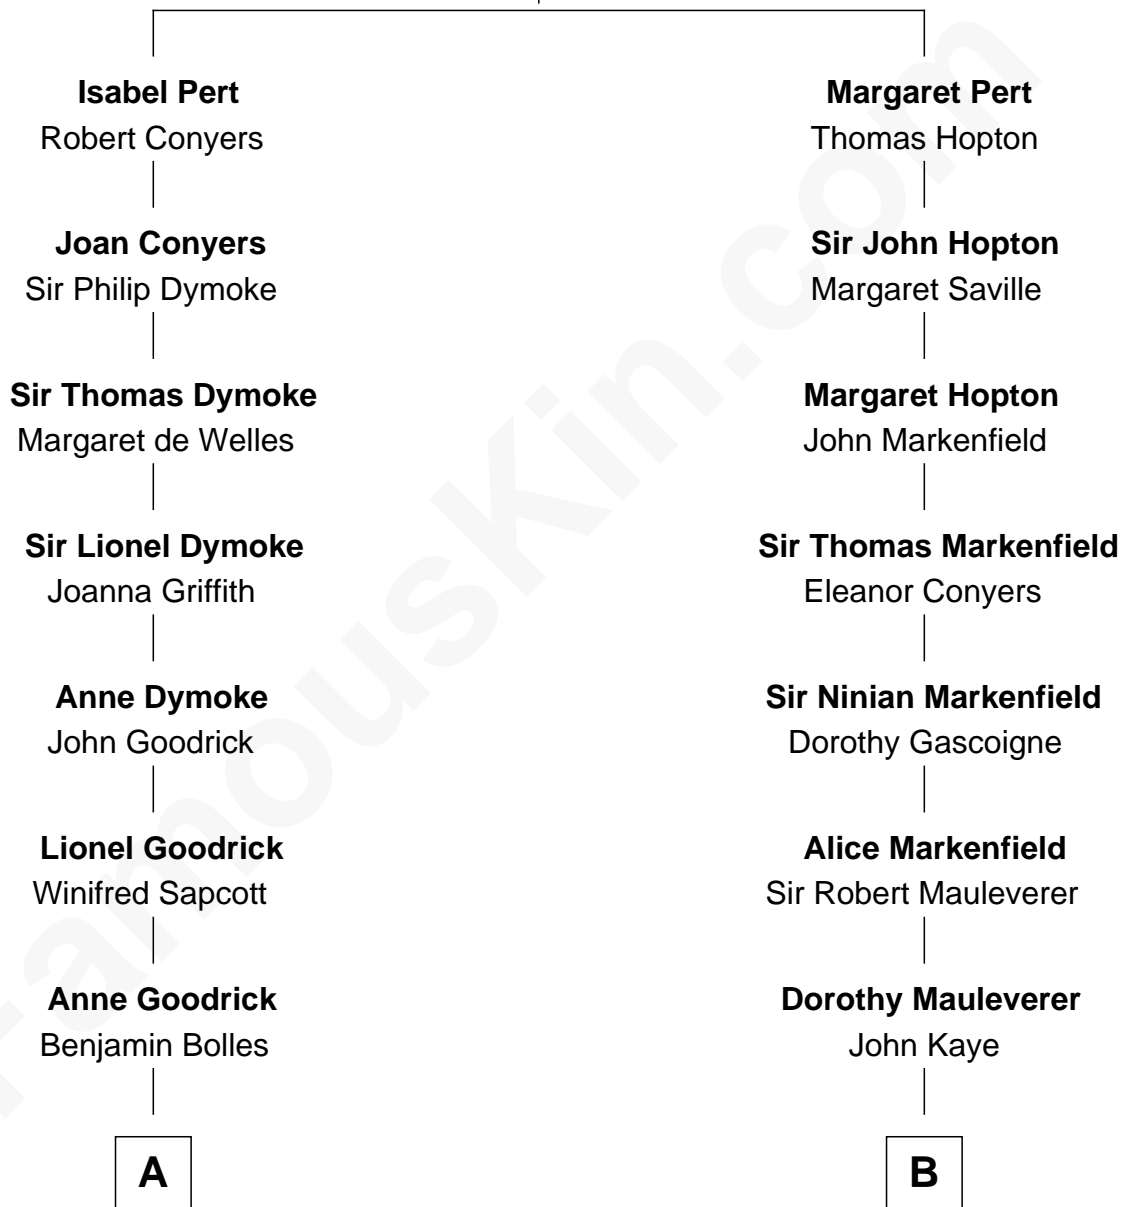 Isabel Pert
Robert Conyers
Joan Conyers
Sir Philip Dymoke
Sir Thomas Dymoke
Margaret de Welles
Sir Lionel Dymoke
Joanna Griffith
Anne Dymoke
John Goodrick
Lionel Goodrick
Winifred Sapcott
Anne Goodrick
Benjamin Bolles
A
Margaret Pert
Thomas Hopton
Sir John Hopton
Margaret Saville
Margaret Hopton
John Markenfield
Sir Thomas Markenfield
Eleanor Conyers
Sir Ninian Markenfield
Dorothy Gascoigne
Alice Markenfield
Sir Robert Mauleverer
Dorothy Mauleverer
John Kaye
B
FamousKin.com